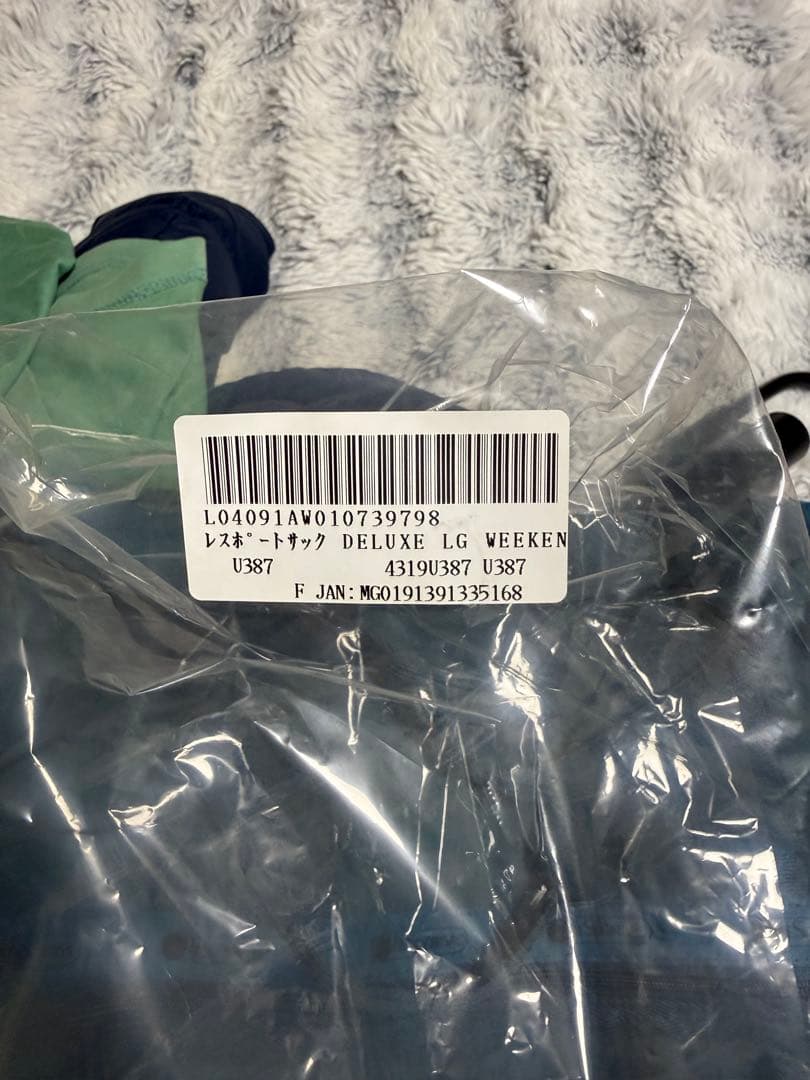 L04091AW010739798
ﾚｽﾎﾟｰﾄｻｯｸ DELUXE LG WEEKEN
U387 4319U387 U387
F JAN:MG0191391335168